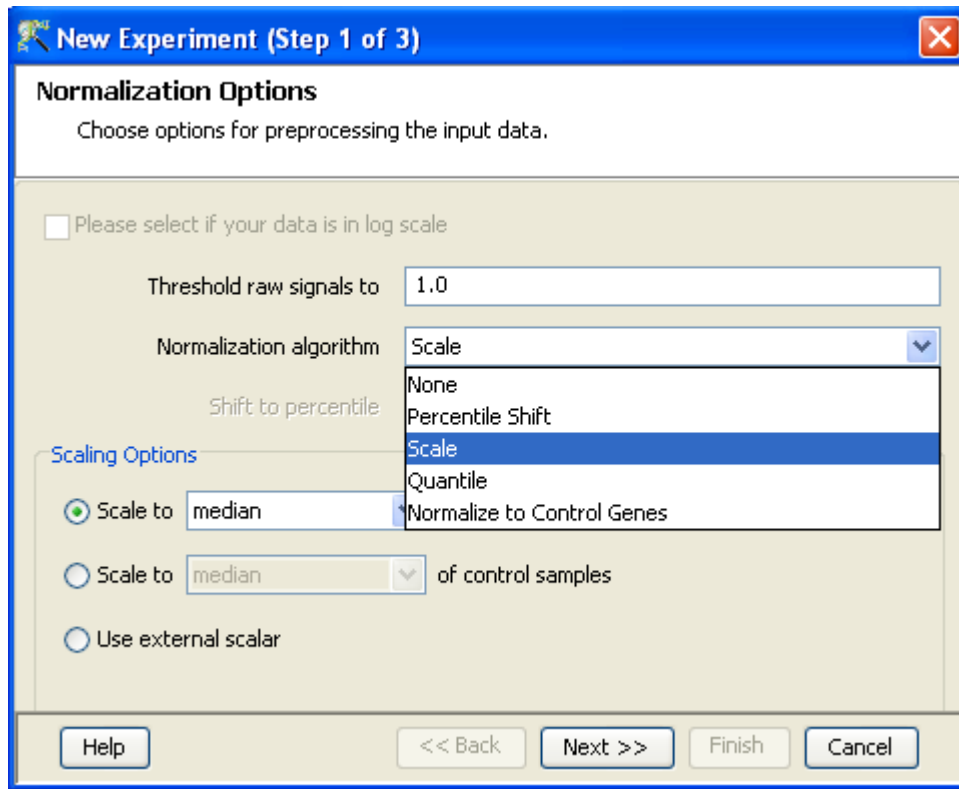 New Experiment (Step 1 of 3)
Normalization Options
Choose options for preprocessing the input data.
Please select if your data is in log scale
Threshold raw signals to 1.0
Normalization algorithm Scale
None
Shift to percentile
Percentile Shift
Scaling Options
Scale
Quantile
Scale to median
Normalize to Control Genes
Scale to median of control samples
Use external scalar
Help << Back Next >> Finish Cancel